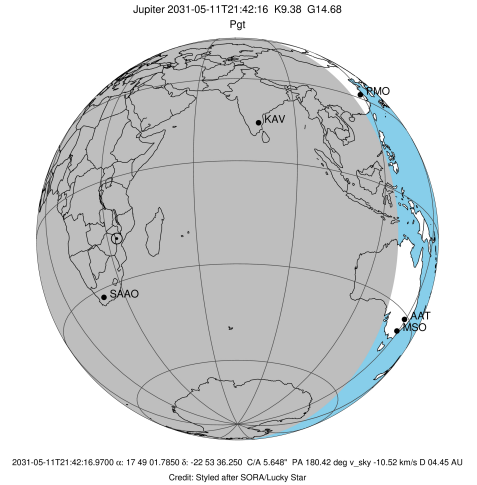 Jupiter 2031-05-11T21:42:16 K9.38 G14.68
Pgt
PMO
KAV
SAAO
AAT
MSO
2031-05-11T21:42:16.9700 α: 17 49 01.7850 δ: -22 53 36.250 C/A 5.648" PA 180.42 deg v_sky -10.52 km/s D 04.45 AU
Credit: Styled after SORA/Lucky Star